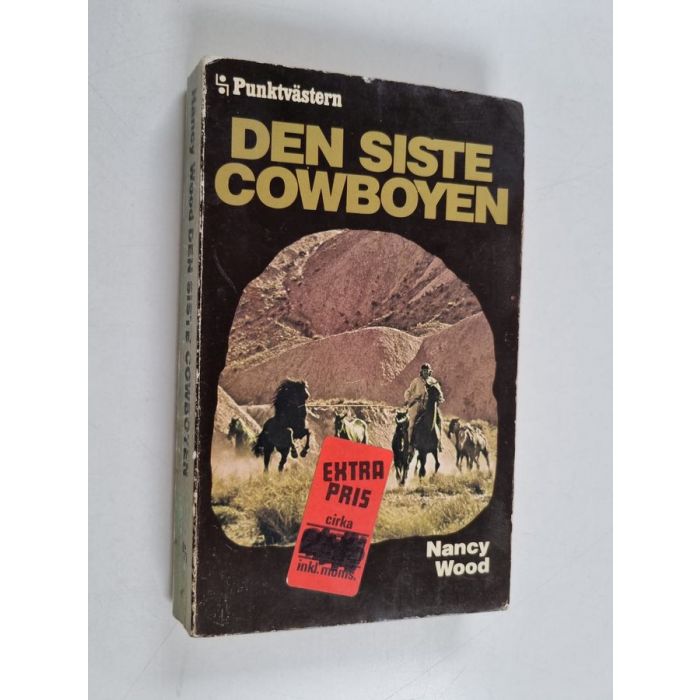 Punktvästern
DEN SISTE
COWBOYEN
EXTRA
PRIS
cirka
inkl. moms.
Nancy
Wood
Nancy Wood DEN SISTE COWBOYEN